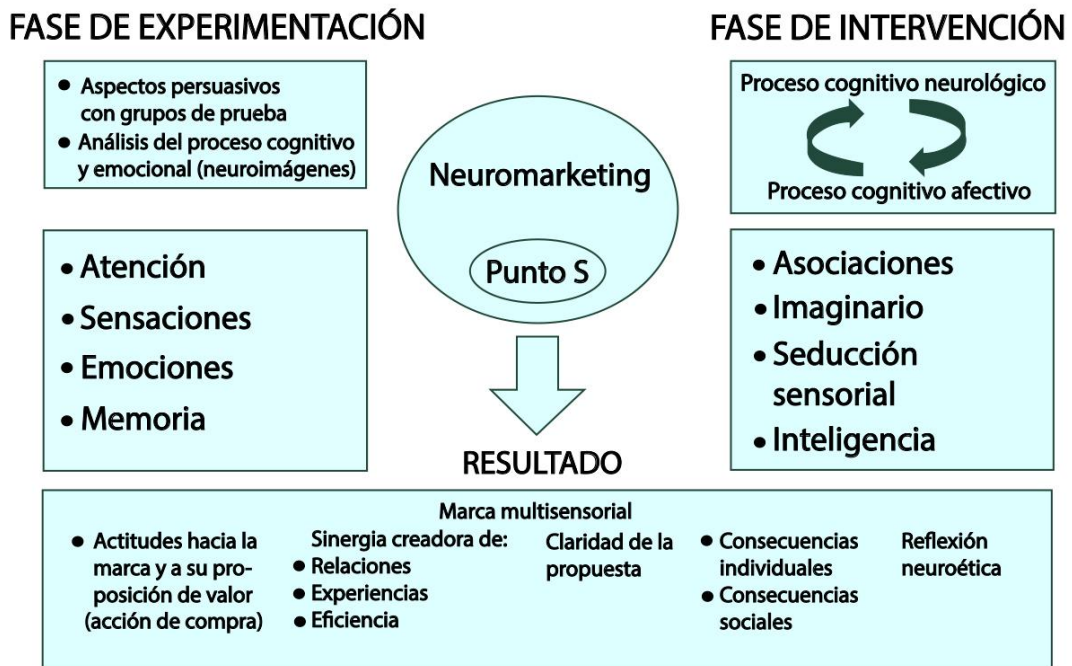 FASE DE EXPERIMENTACIÓN
• Aspectos persuasivos
con grupos de prueba
• Análisis del proceso cognitivo
y emocional (neuroimágenes)
• Atención
• Sensaciones
• Emociones
• Memoria
Neuromarketing
Punto S
FASE DE INTERVENCIÓN
Proceso cognitivo neurológico
Proceso cognitivo afectivo
• Asociaciones
• Imaginario
• Seducción
sensorial
• Inteligencia
RESULTADO
Marca multisensorial
• Actitudes hacia la
marca y a su pro-
posición de valor
(acción de compra)
Sinergia creadora de:
• Relaciones
• Experiencias
• Eficiencia
Claridad de la
propuesta
• Consecuencias
individuales
• Consecuencias
sociales
Reflexión
neuroética